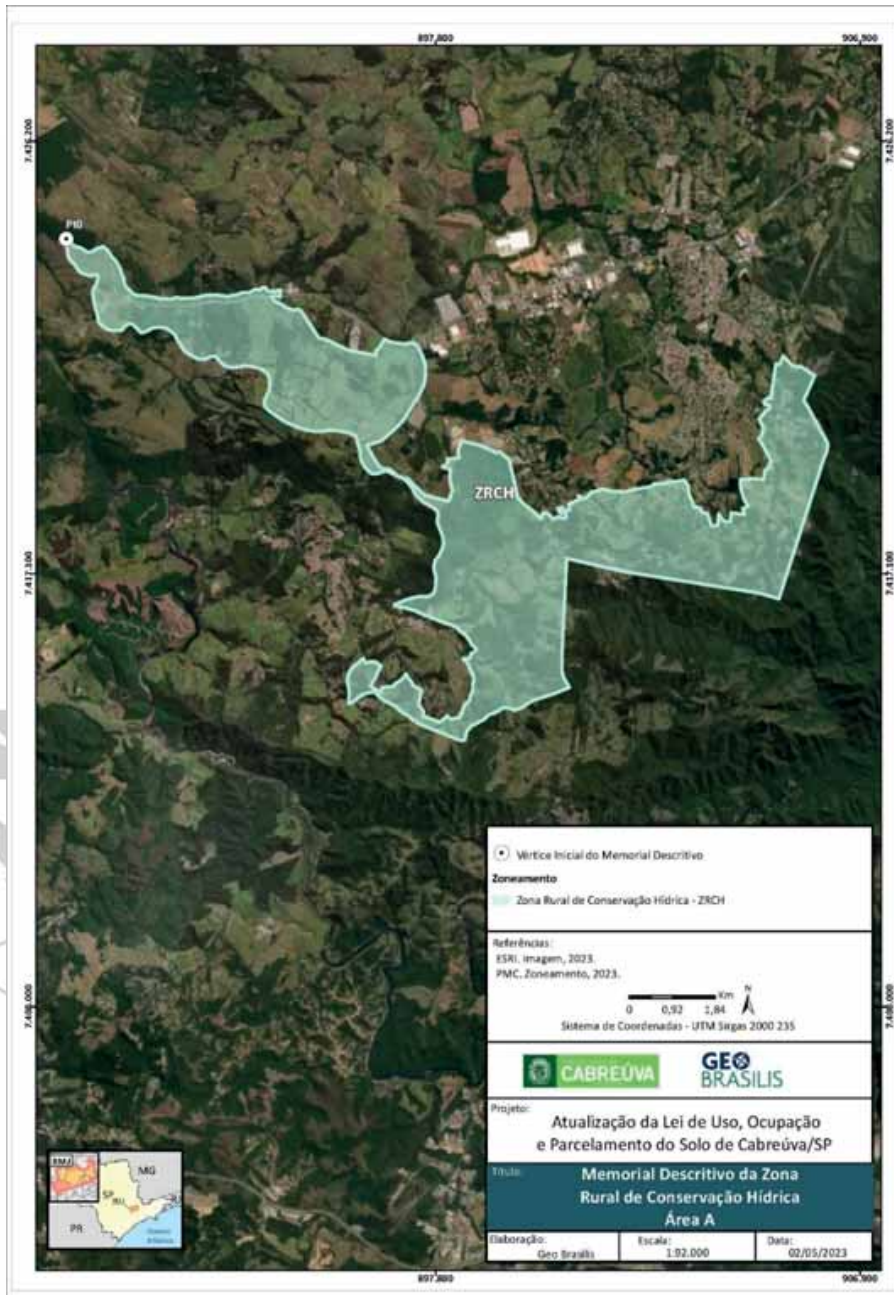 897.800
906.900
7.426.200
7.426.200
Pt0
ZRCH
7.417.100
7.417.100
Vértice Inicial do Memorial Descritivo
Zoneamento
Zona Rural de Conservação Hídrica - ZRCH
Referências:
ESRI. Imagem, 2023.
PMC. Zoneamento, 2023.
Km
N
0 0,92 1,84
Sistema de Coordenadas - UTM Sirgas 2000 23S
7.408.000
7.408.000
CABREÚVA
GEO
BRASILIS
Projeto:
Atualização da Lei de Uso, Ocupação
e Parcelamento do Solo de Cabreúva/SP
Título:
Memorial Descritivo da Zona
Rural de Conservação Hídrica
Área A
Elaboração:
Geo Brasilis
Escala:
1:92.000
Data:
02/05/2023
RMJ
MG
SP
RMJ
RJ
PR
897.800
906.900